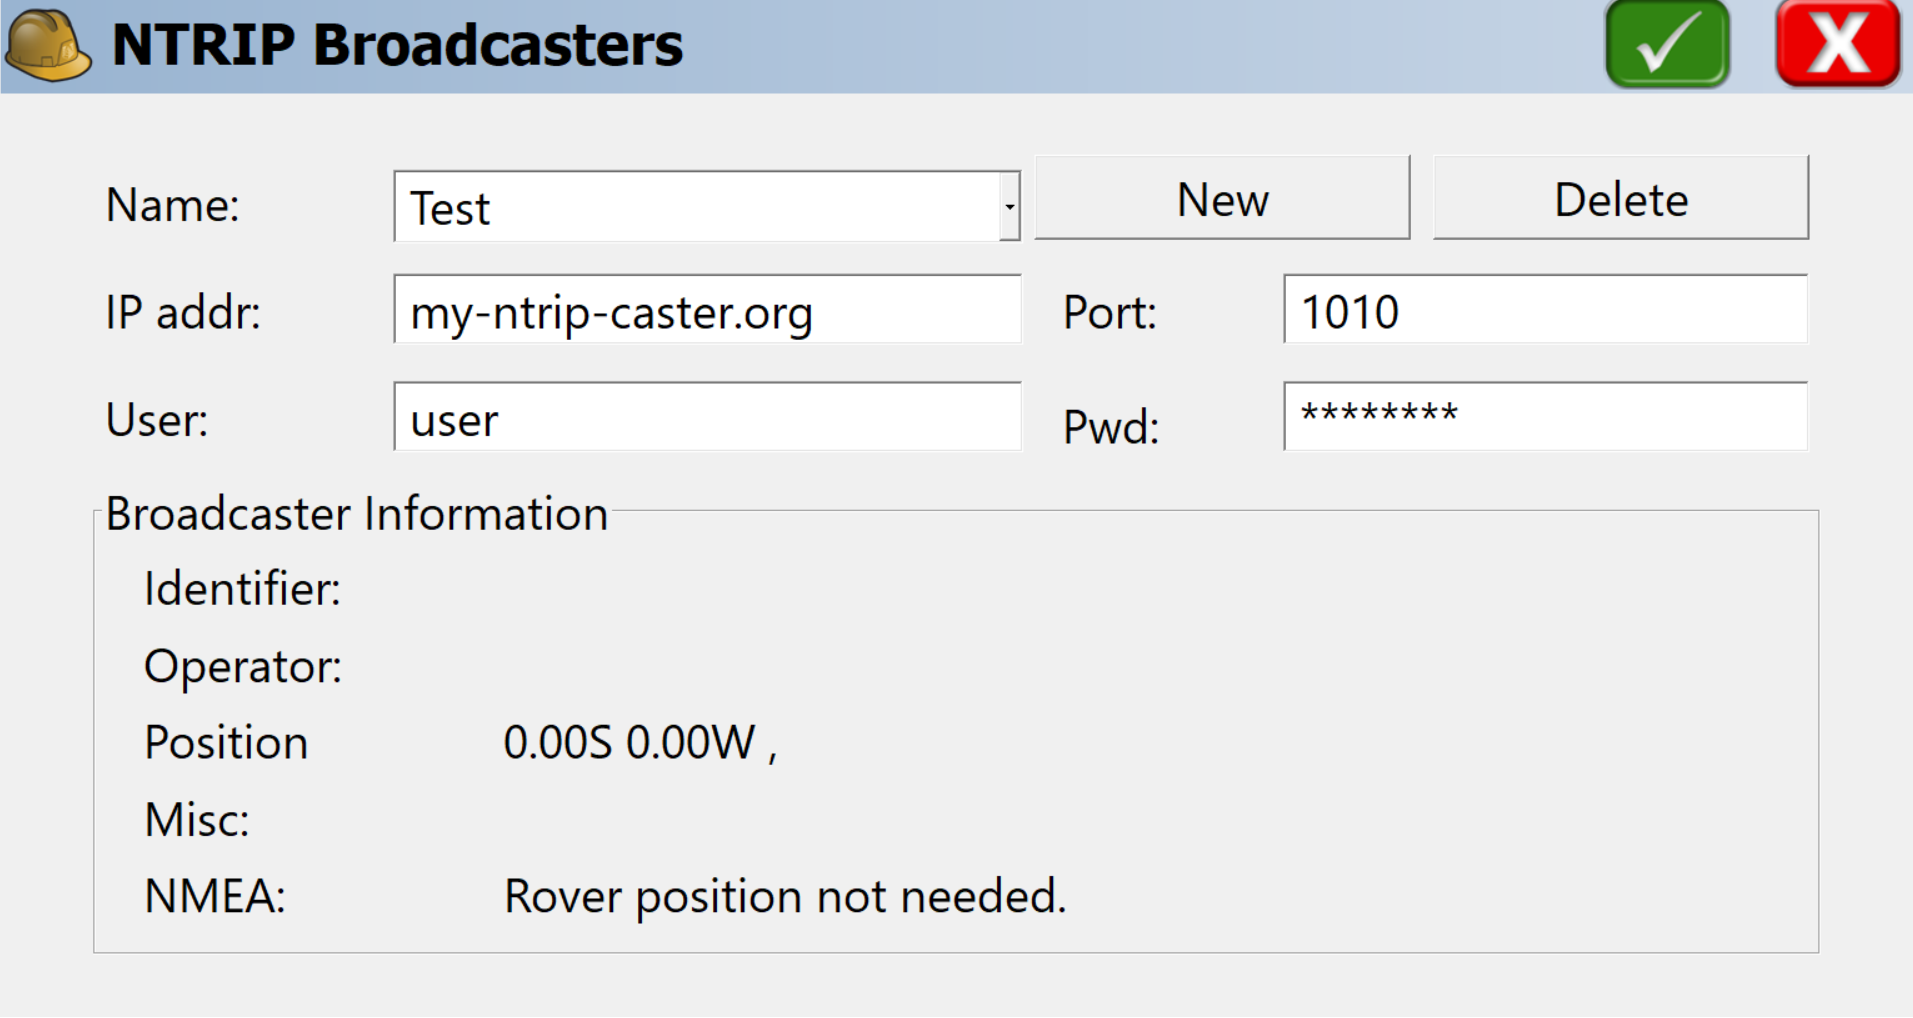 NTRIP Broadcasters
Name: Test New Delete
IP addr: my-ntrip-caster.org Port: 1010
User: user Pwd: ********
Broadcaster Information
Identifier:
Operator:
Position 0.00S 0.00W ,
Misc:
NMEA: Rover position not needed.